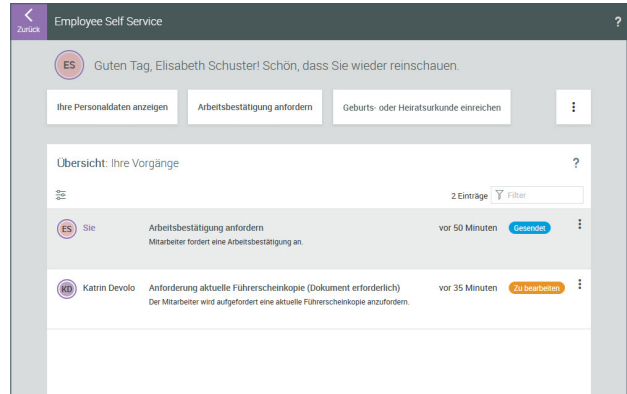 Zurück
Employee Self Service
?
ES
Guten Tag, Elisabeth Schuster! Schön, dass Sie wieder reinschauen.
Ihre Personaldaten anzeigen
Arbeitsbestätigung anfordern
Geburts- oder Heiratsurkunde einreichen
Übersicht: Ihre Vorgänge
?
2 Einträge
Filter
ES
Sie
Arbeitsbestätigung anfordern
vor 50 Minuten
Gesendet
Mitarbeiter fordert eine Arbeitsbestätigung an.
KD
Katrin Devolo
Anforderung aktuelle Führerscheinkopie (Dokument erforderlich)
vor 35 Minuten
Zu bearbeiten
Der Mitarbeiter wird aufgefordert eine aktuelle Führerscheinkopie anzufordern.